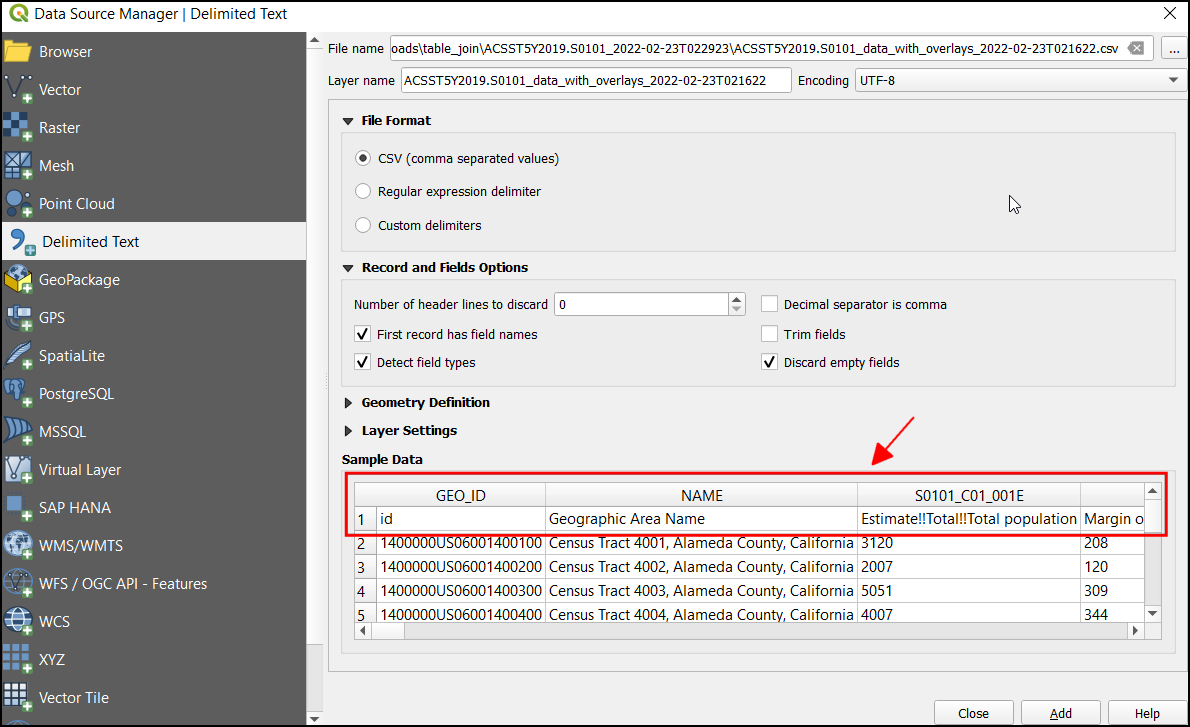 Data Source Manager | Delimited Text
Browser
Vector
Raster
Mesh
Point Cloud
Delimited Text
GeoPackage
GPS
SpatiaLite
PostgreSQL
MSSQL
Virtual Layer
SAP HANA
WMS/WMTS
WFS / OGC API - Features
WCS
XYZ
Vector Tile
File name oads\table_join\ACSST5Y2019.S0101_2022-02-23T022923\ACSST5Y2019.S0101_data_with_overlays_2022-02-23T021622.csv ...
Layer name ACSST5Y2019.S0101_data_with_overlays_2022-02-23T021622 Encoding UTF-8
File Format
CSV (comma separated values)
Regular expression delimiter
Custom delimiters
Record and Fields Options
Number of header lines to discard 0 Decimal separator is comma
First record has field names Trim fields
Detect field types Discard empty fields
Geometry Definition
Layer Settings
Sample Data
GEO_ID NAME S0101_C01_001E
1 id Geographic Area Name Estimate!!Total!!Total population Margin o
2 1400000US06001400100 Census Tract 4001, Alameda County, California 3120 208
3 1400000US06001400200 Census Tract 4002, Alameda County, California 2007 120
4 1400000US06001400300 Census Tract 4003, Alameda County, California 5051 309
5 1400000US06001400400 Census Tract 4004, Alameda County, California 4007 344
Close Add Help